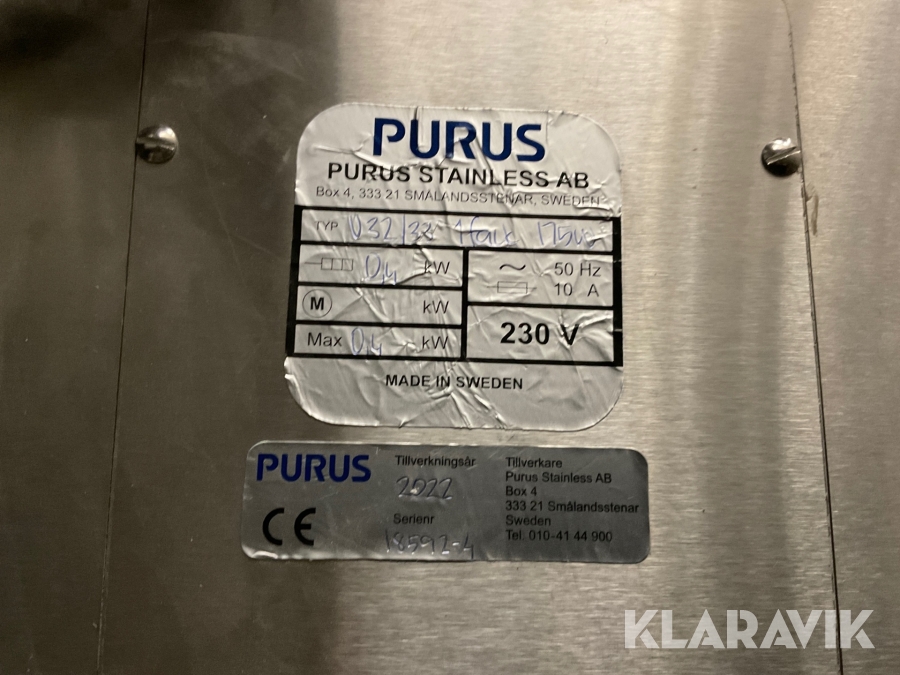 PURUS
PURUS STAINLESS AB
Box 4, 333 21 SMÅLANDSSTENAR, SWEDEN
TYP
0,4 kW
50 Hz
10 A
M kW
230 V
Max 0,4 kW
MADE IN SWEDEN
PURUS
Tillverkningsår
2022
CE
Serienr
18592-4
Tillverkare
Purus Stainless AB
Box 4
333 21 Smålandsstenar
Sweden
Tel: 010-41 44 900
KLARAVIK